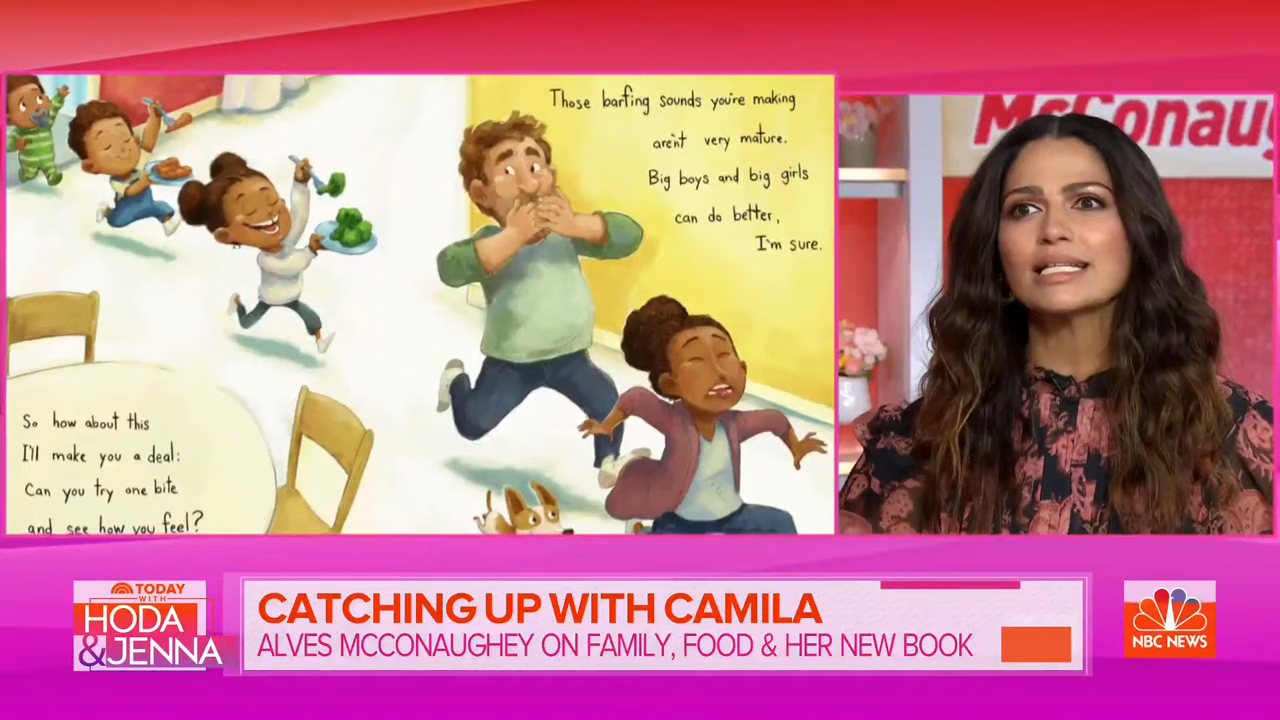 Those barfing sounds you're making
aren't very mature.
Big boys and big girls
can do better,
I'm sure.
So how about this
I'll make you a deal:
Can you try one bite
and see how you feel?
McConaug
TODAY
WITH
HODA
&JENNA
CATCHING UP WITH CAMILA
ALVES MCCONAUGHEY ON FAMILY, FOOD & HER NEW BOOK
NBC NEWS